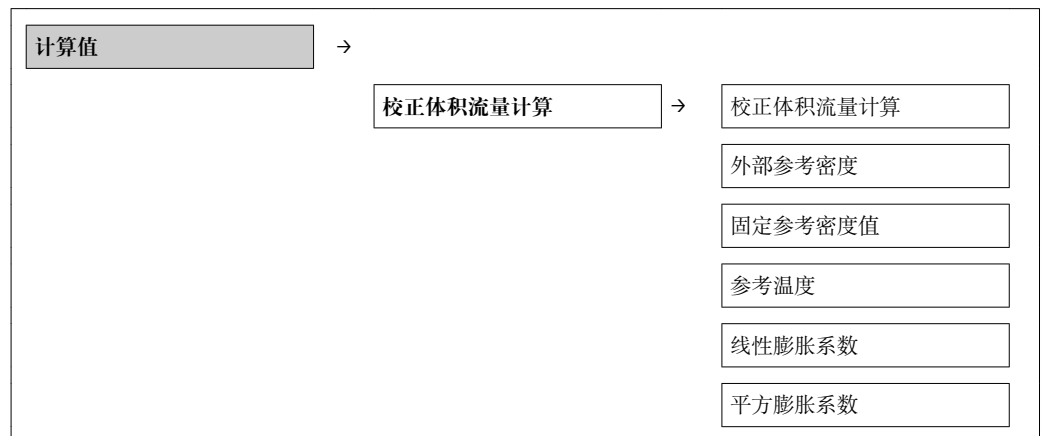 计算值 →
校正体积流量计算 → 校正体积流量计算
外部参考密度
固定参考密度值
参考温度
线性膨胀系数
平方膨胀系数